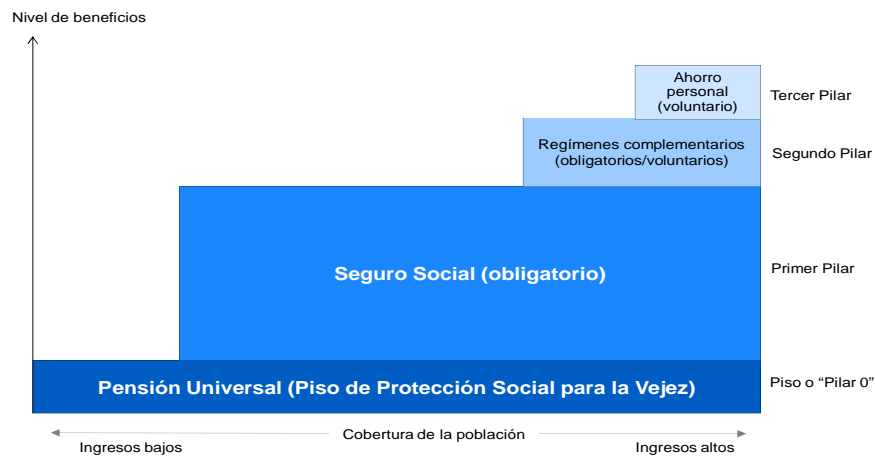 Nivel de beneficios
Ahorro
personal
(voluntario)
Tercer Pilar
Regímenes complementarios
(obligatorios/voluntarios)
Segundo Pilar
Seguro Social (obligatorio)
Primer Pilar
Pensión Universal (Piso de Protección Social para la Vejez)
Piso o “Pilar 0”
Cobertura de la población
Ingresos bajos
Ingresos altos